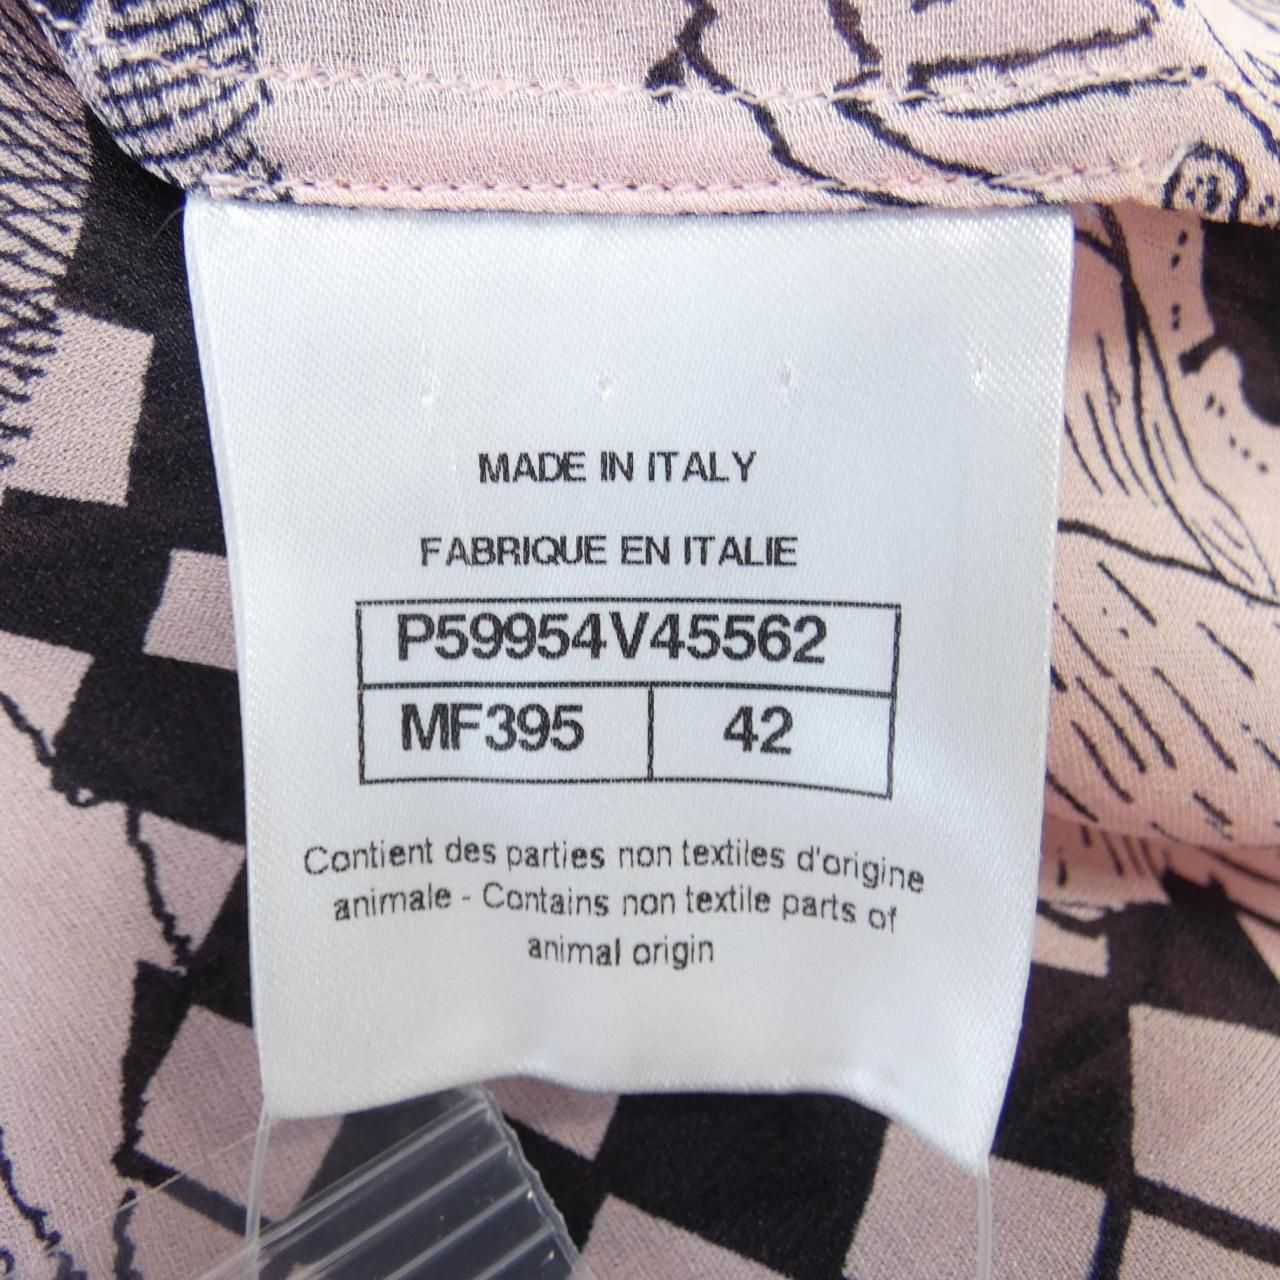 MADE IN ITALY
FABRIQUE EN ITALIE
P59954V45562
MF395 42
Contient des parties non textiles d'origine
animale - Contains non textile parts of
animal origin